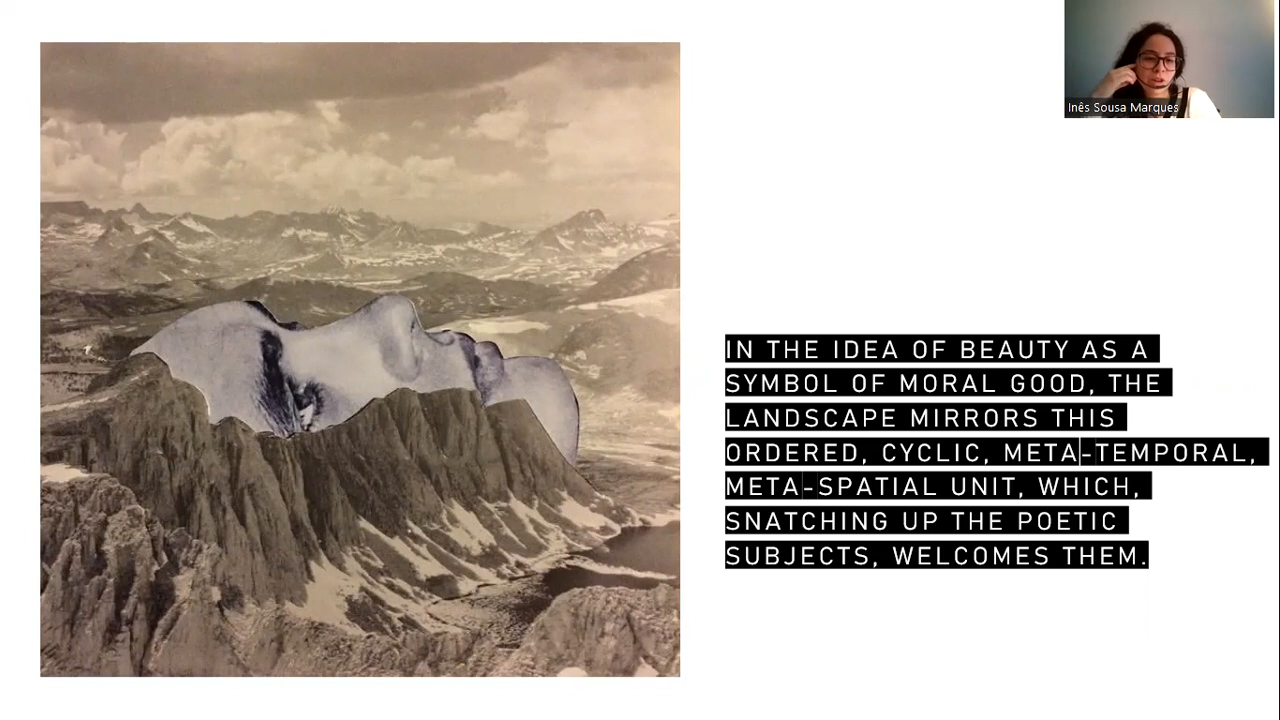 Inês Sousa Marques
IN THE IDEA OF BEAUTY AS A
SYMBOL OF MORAL GOOD, THE
LANDSCAPE MIRRORS THIS
ORDERED, CYCLIC, META-TEMPORAL,
META-SPATIAL UNIT, WHICH,
SNATCHING UP THE POETIC
SUBJECTS, WELCOMES THEM.